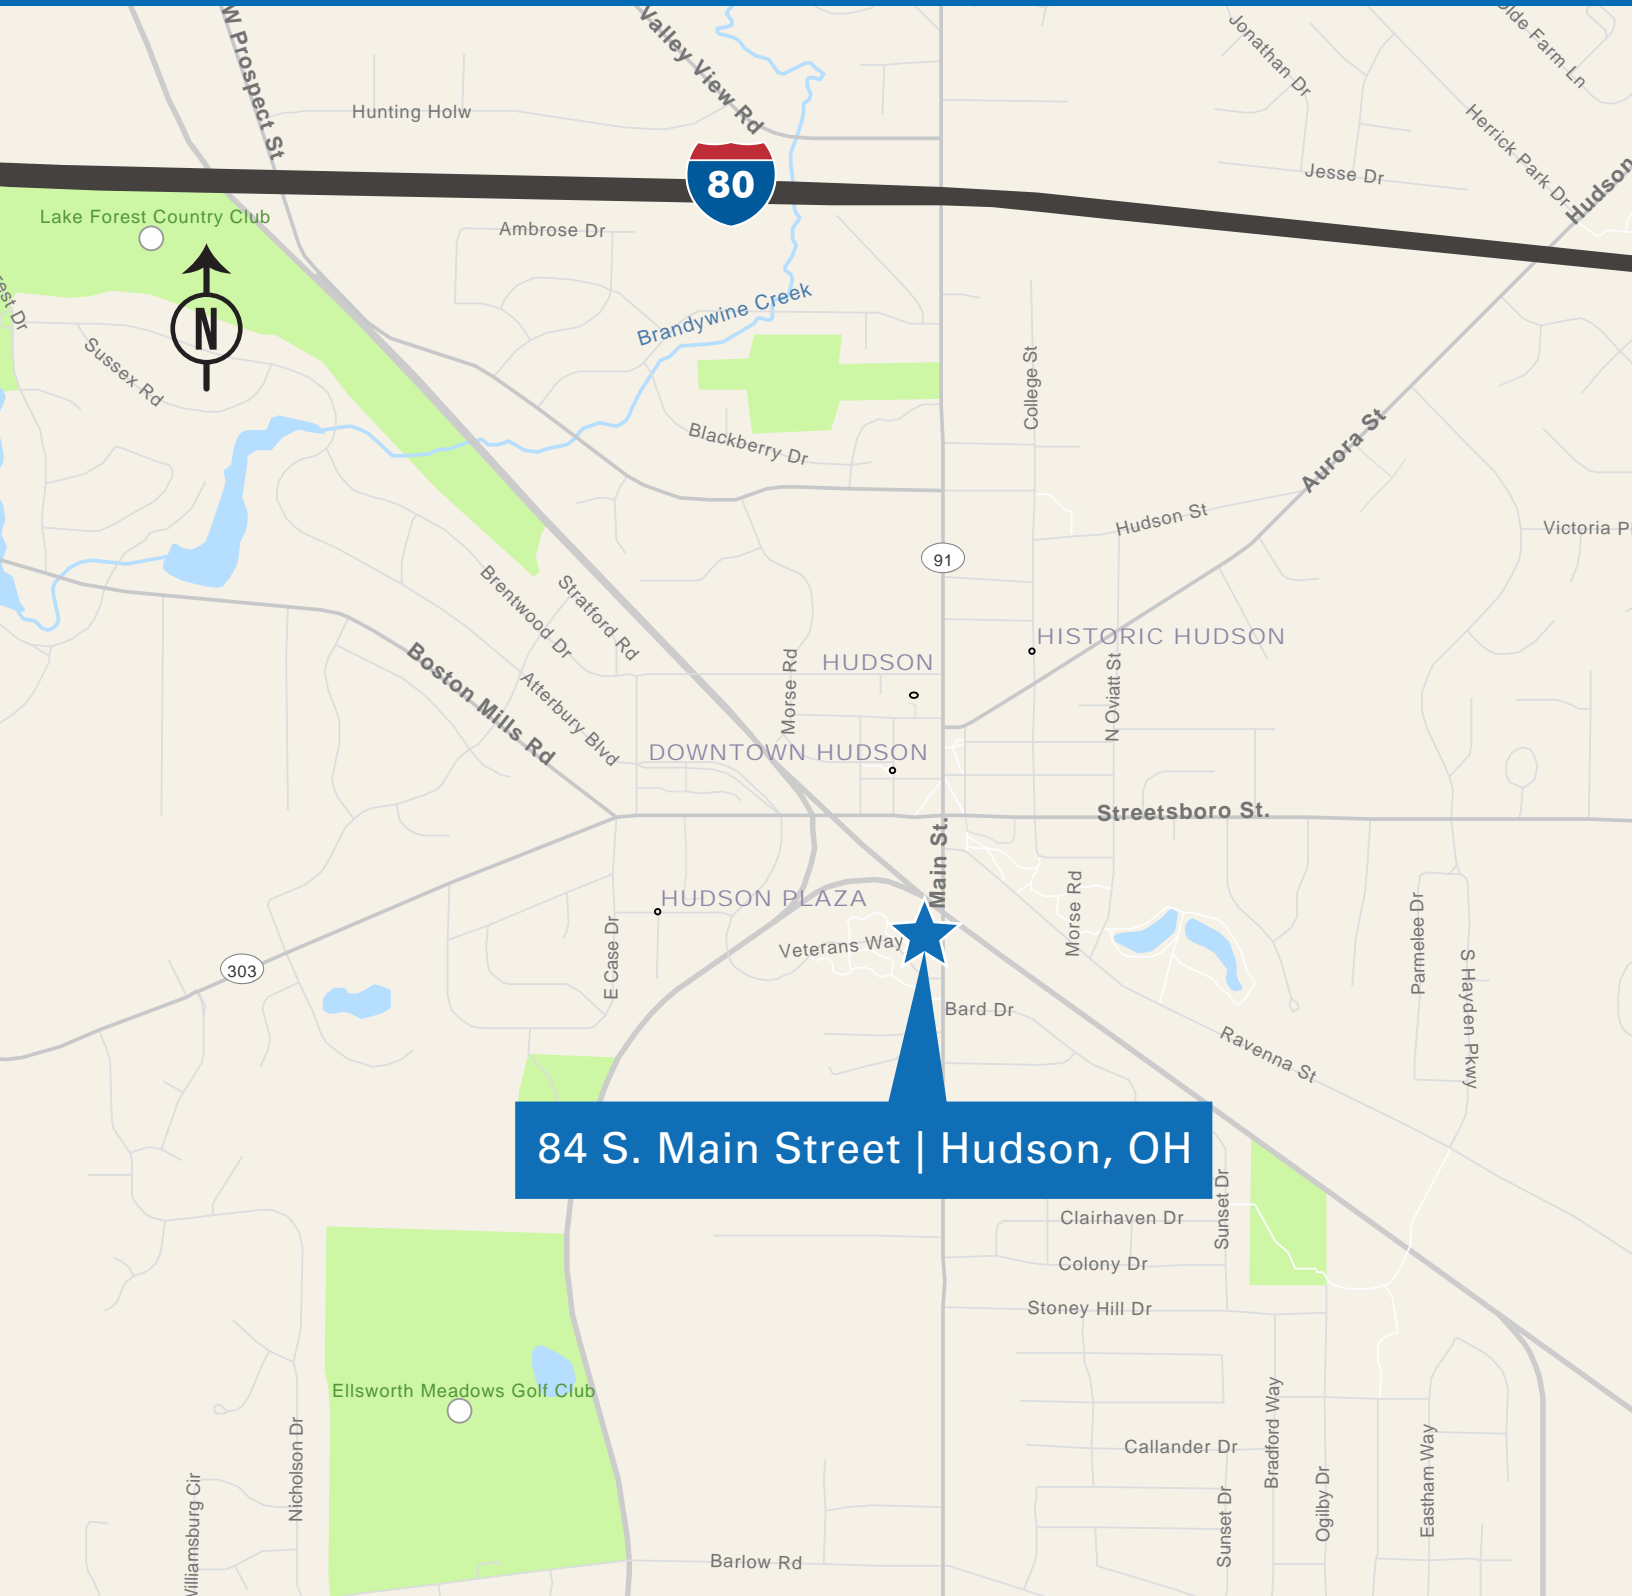 W Prospect St
Valley View Rd
Jonathan Dr
Olde Farm Ln
Hunting Holw
Herrick Park Dr
Jesse Dr
Hudson
80
Lake Forest Country Club
Ambrose Dr
N
Brandywine Creek
Sussex Rd
College St
Aurora St
Blackberry Dr
Hudson St
Victoria Pl
91
Brentwood Dr
Stratford Rd
HISTORIC HUDSON
HUDSON
Boston Mills Rd
Atterbury Blvd
Morse Rd
N Oviatt St
DOWNTOWN HUDSON
Streetsboro St.
Main St.
HUDSON PLAZA
E Case Dr
Veterans Way
Morse Rd
Parmelee Dr
S Hayden Pkwy
303
Bard Dr
Ravenna St
84 S. Main Street | Hudson, OH
Sunset Dr
Clairhaven Dr
Colony Dr
Stoney Hill Dr
Ellsworth Meadows Golf Club
Nicholson Dr
Callander Dr
Bradford Way
Eastham Way
Williamsburg Cir
Sunset Dr
Ogilby Dr
Barlow Rd